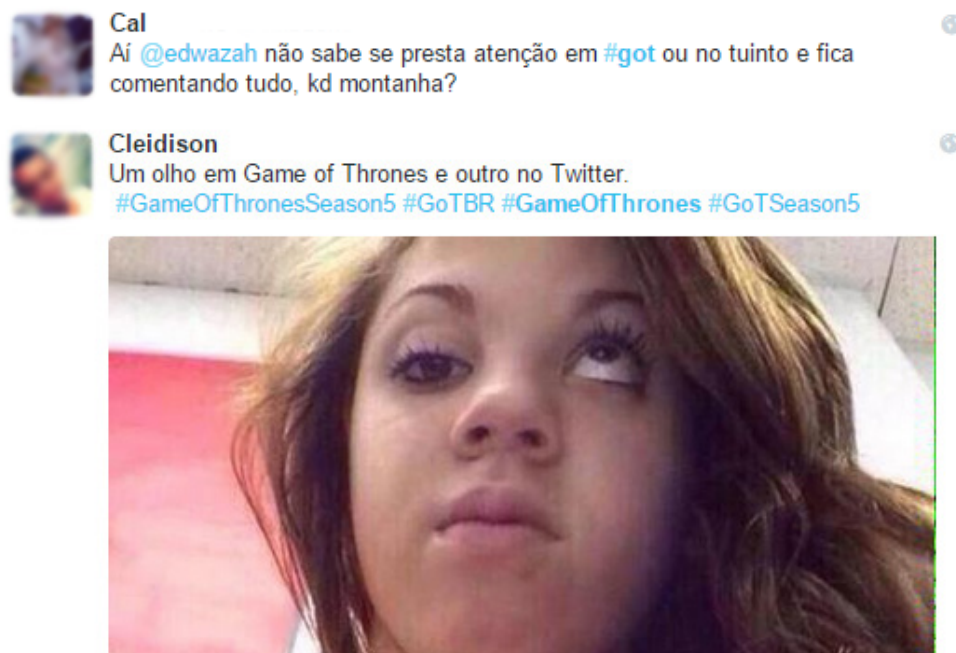 Cal
Aí @edwazah não sabe se presta atenção em #got ou no tuinto e fica
comentando tudo, kd montanha?
Cleidison
Um olho em Game of Thrones e outro no Twitter.
#GameOfThronesSeason5 #GoTBR #GameOfThrones #GoTSeason5